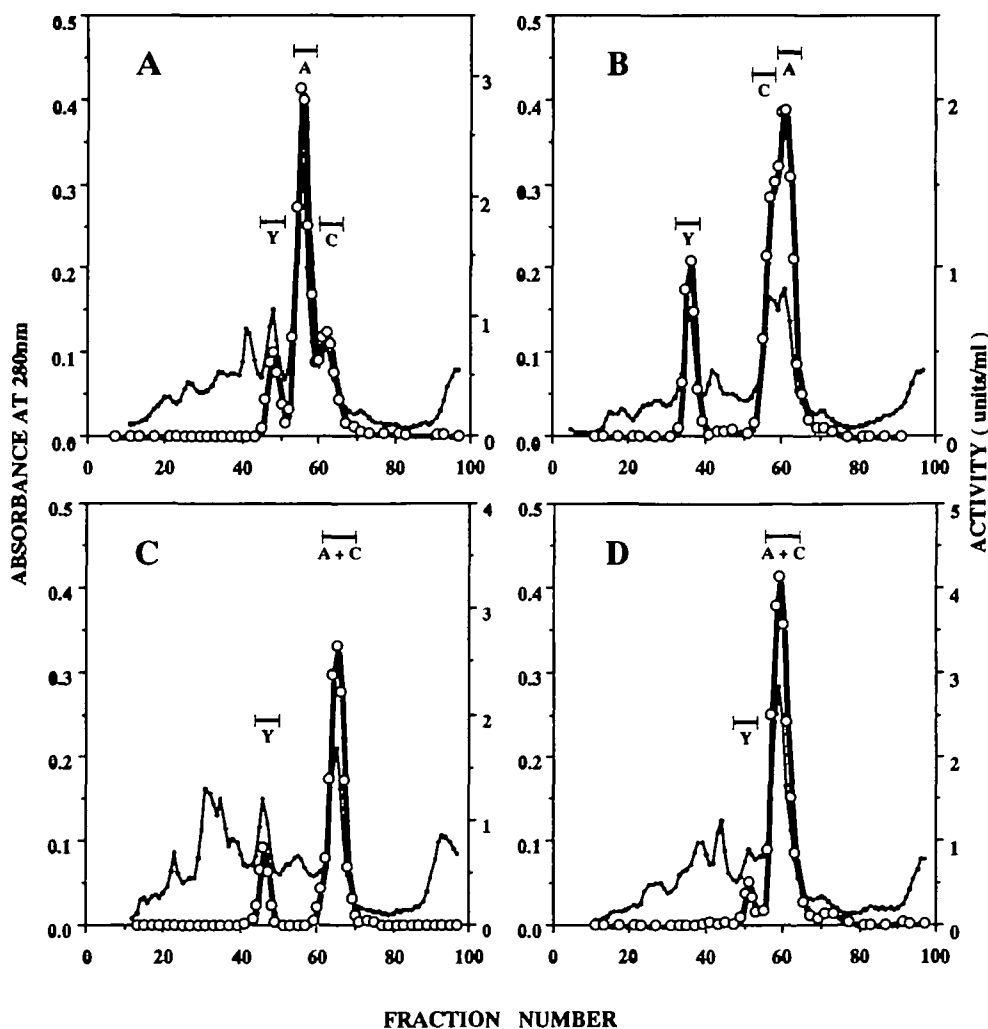 A
B
C
D
0.5
0.4
0.3
0.2
0.1
0.0
3
2
1
0
0 20 40 60 80 100
A
Y
C
0.5
0.4
0.3
0.2
0.1
0.0
2
1
0
0 20 40 60 80 100
C
A
Y
0.5
0.4
0.3
0.2
0.1
0.0
4
3
2
1
0
0 20 40 60 80 100
A + C
Y
0.5
0.4
0.3
0.2
0.1
0.0
5
4
3
2
1
0
0 20 40 60 80 100
A + C
Y
ABSORBANCE AT 280nm
ACTIVITY ( units/ml )
FRACTION NUMBER